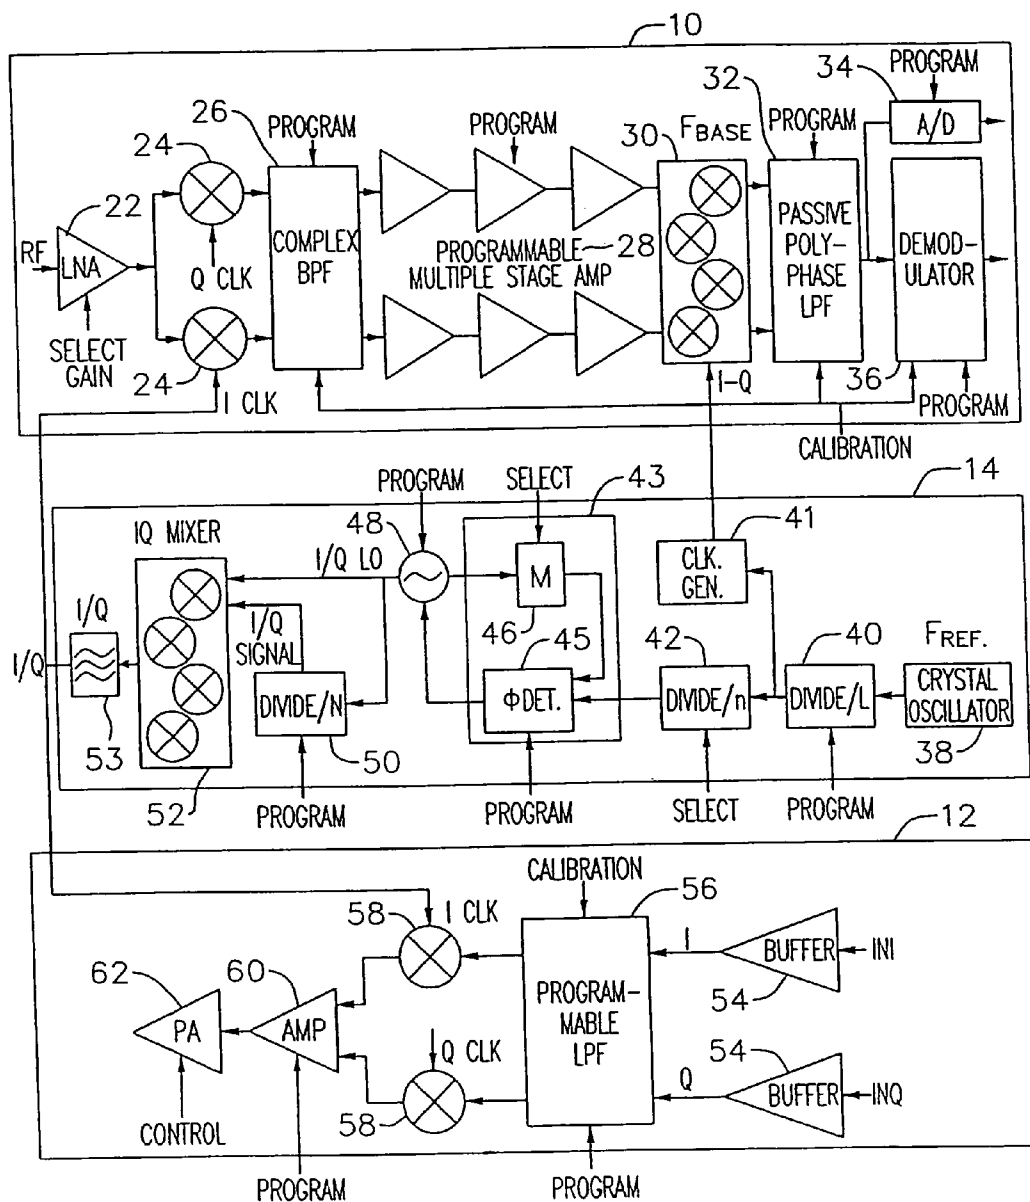 10
PROGRAM
34
A/D
32
PROGRAM
26
PROGRAM
PROGRAM
30
FBASE
24
22
RF
LNA
Q CLK
COMPLEX
BPF
PROGRAMMABLE
28
MULTIPLE STAGE AMP
PASSIVE
POLY-
PHASE
LPF
DEMOD-
ULATOR
SELECT
GAIN
24
I CLK
I-Q
36
PROGRAM
CALIBRATION
14
PROGRAM
SELECT
43
41
IQ MIXER
48
I/Q LO
M
46
CLK.
GEN.
I/Q
I/Q
SIGNAL
45
42
40
FREF.
I/Q
DIVIDE/N
ΦDET.
DIVIDE/n
DIVIDE/L
CRYSTAL
OSCILLATOR
53
50
38
52
PROGRAM
PROGRAM
SELECT
PROGRAM
12
CALIBRATION
56
58
I CLK
I
BUFFER
INI
54
62
60
PA
AMP
PROGRAM-
MABLE
LPF
Q CLK
54
Q
BUFFER
INQ
58
CONTROL
PROGRAM
PROGRAM